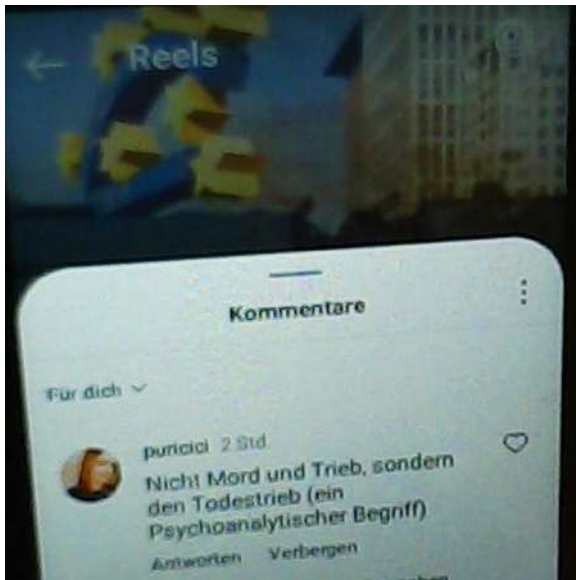 Reels
Kommentare
Für dich
puricici 2 Std.
Nicht Mord und Trieb, sondern
den Todestrieb (ein
Psychoanalytischer Begriff)
Antworten Verbergen